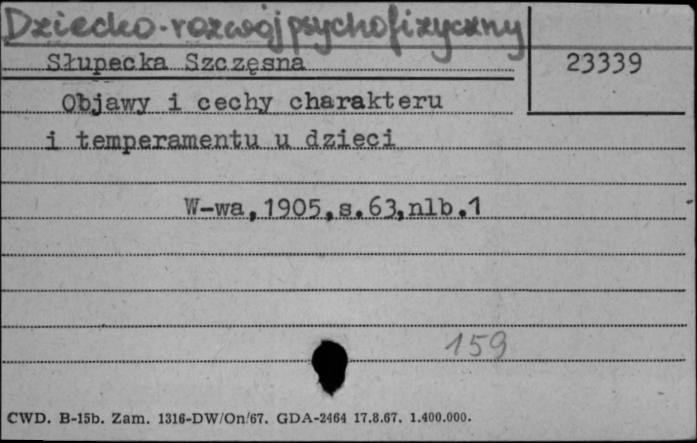 Dziecko - rozwój psychofizyczny
Słupecka Szczęsna
23339
Objawy i cechy charakteru
i temperamentu u dzieci
W-wa, 1905, s. 63, nlb. 1
159
CWD. B-15b. Zam. 1316-DW/On/67. GDA-2464 17.8.67. 1.400.000.